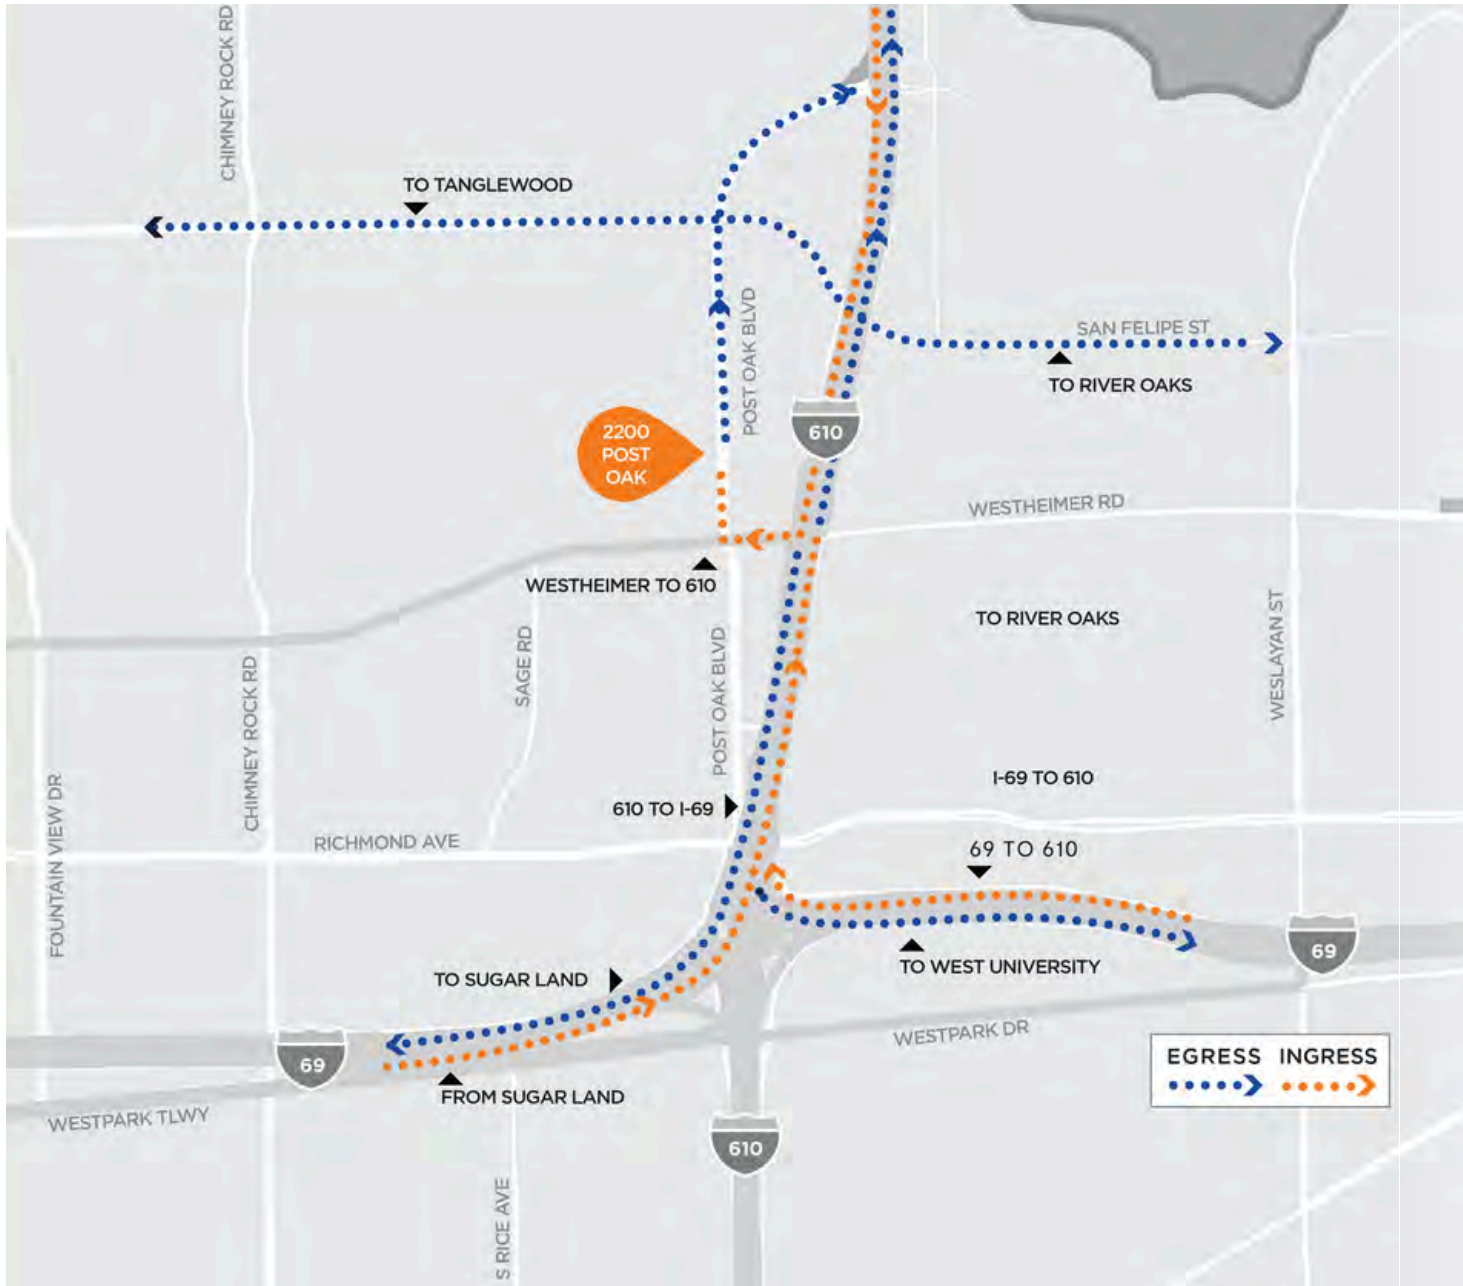 CHIMNEY ROCK RD
TO TANGLEWOOD
POST OAK BLVD
SAN FELIPE ST
TO RIVER OAKS
610
2200
POST
OAK
WESTHEIMER RD
WESTHEIMER TO 610
TO RIVER OAKS
WESLAYAN ST
SAGE RD
POST OAK BLVD
CHIMNEY ROCK RD
FOUNTAIN VIEW DR
I-69 TO 610
610 TO I-69
RICHMOND AVE
69 TO 610
69
TO WEST UNIVERSITY
TO SUGAR LAND
WESTPARK DR
69
FROM SUGAR LAND
EGRESS INGRESS
WESTPARK TLWY
610
S RICE AVE